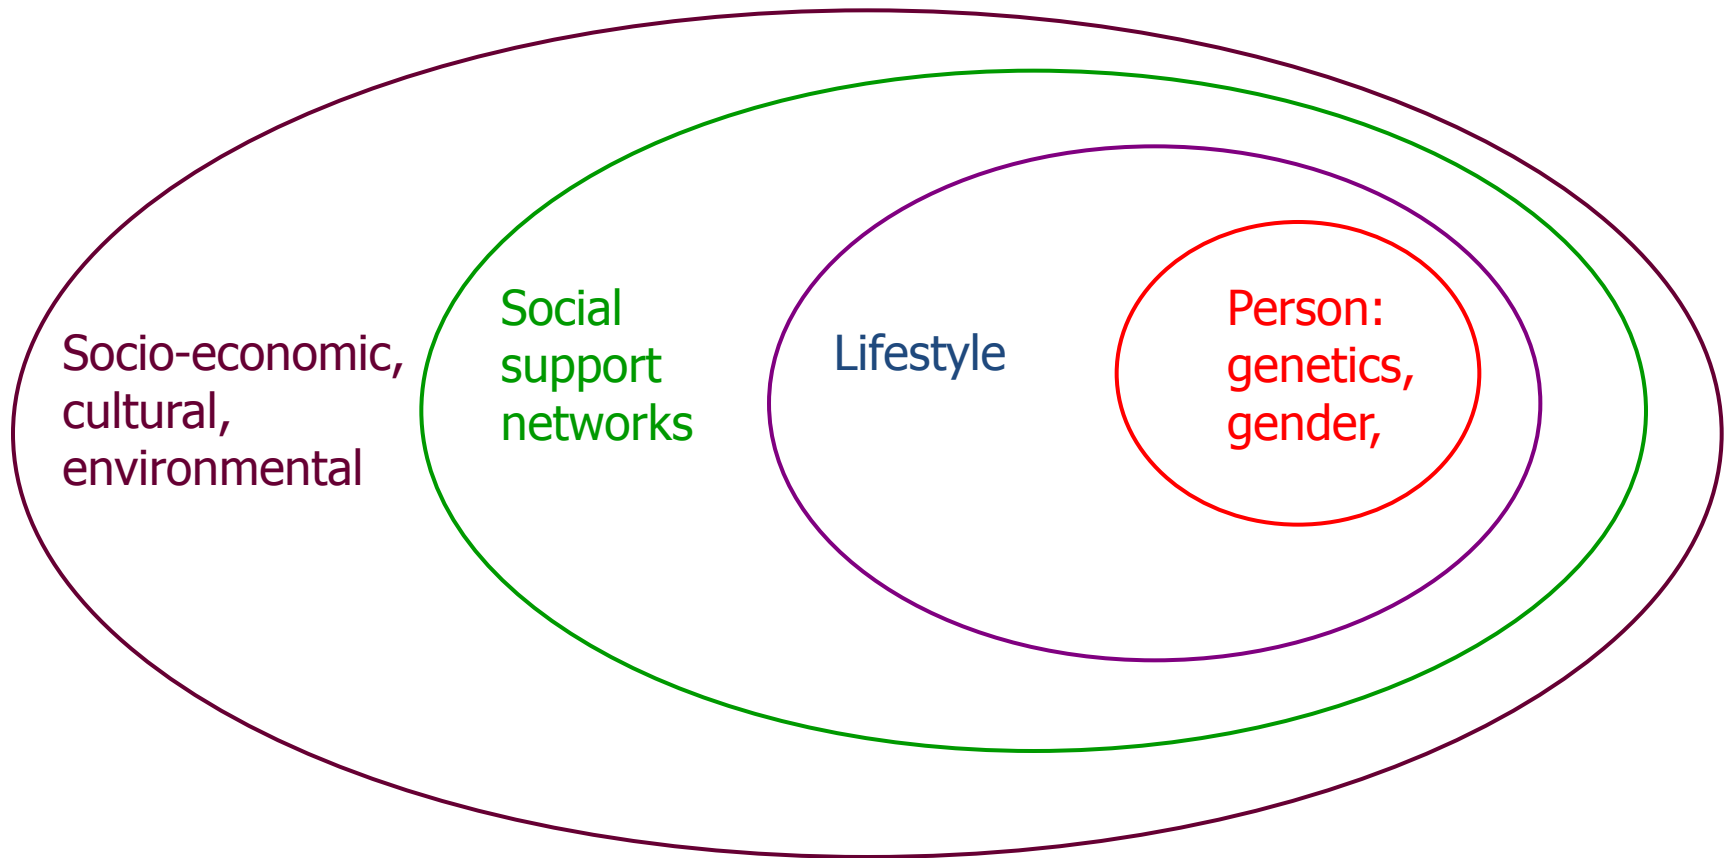 Socio-economic,
cultural,
environmental
Social
support
networks
Lifestyle
Person:
genetics,
gender,